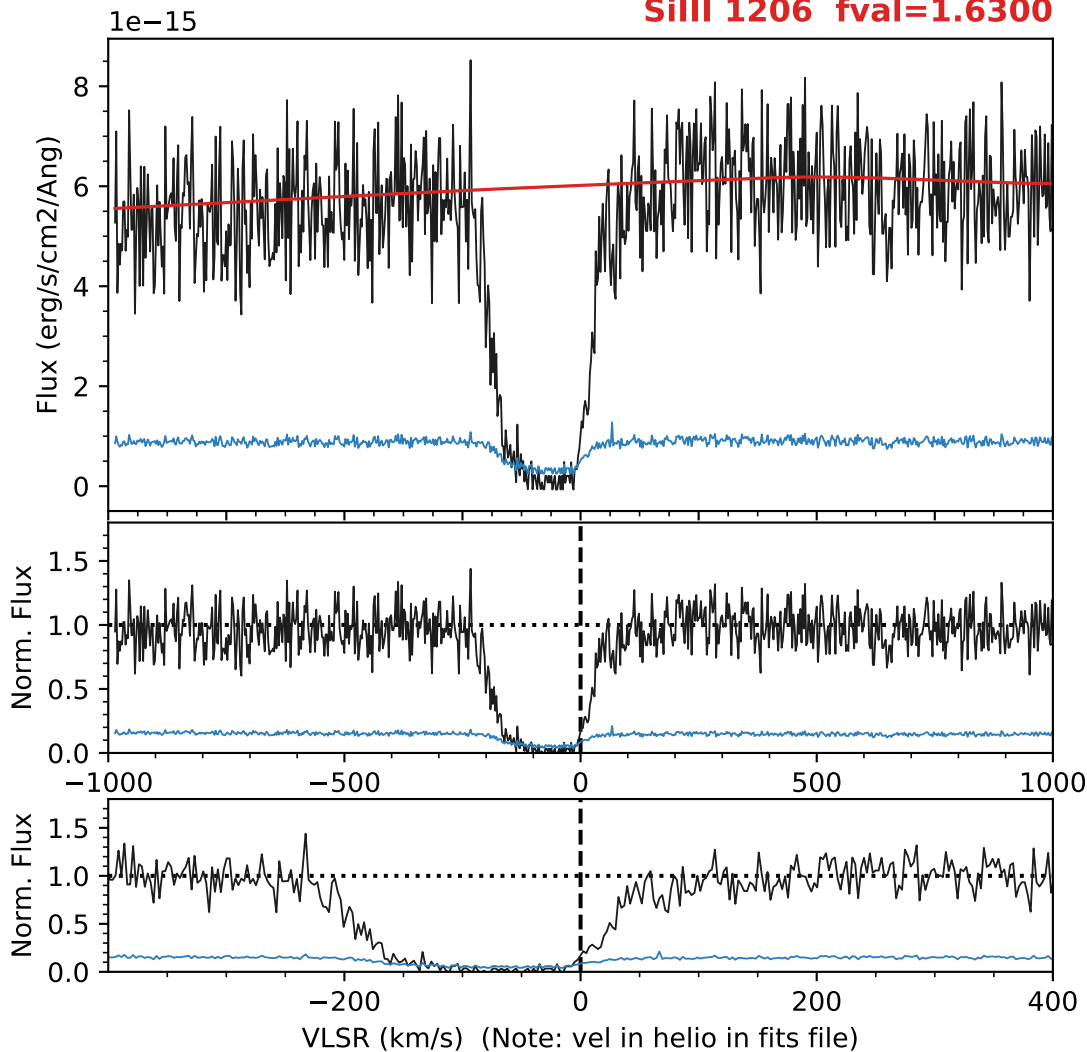 SiIII 1206  fval=1.6300
1e−15
8
6
4
2
0
Flux (erg/s/cm2/Ang)
1.5
1.0
0.5
0.0
Norm. Flux
−1000 −500 0 500 1000
1.5
1.0
0.5
0.0
Norm. Flux
−200 0 200 400
VLSR (km/s)  (Note: vel in helio in fits file)